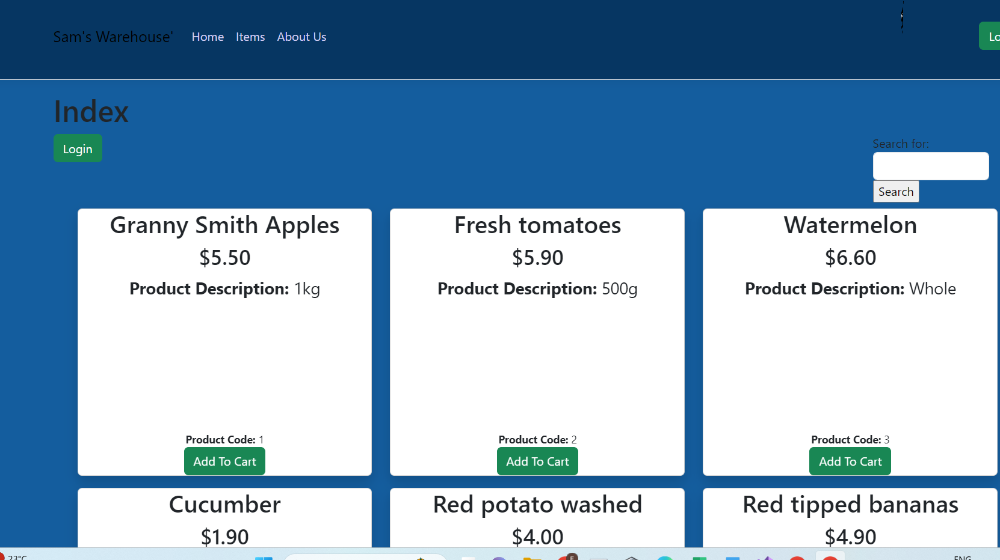 Sam's Warehouse' Home Items About Us
Lo
Index
Login
Search for:
Search
Granny Smith Apples
$5.50
Product Description: 1kg
Product Code: 1
Add To Cart
Fresh tomatoes
$5.90
Product Description: 500g
Product Code: 2
Add To Cart
Watermelon
$6.60
Product Description: Whole
Product Code: 3
Add To Cart
Cucumber
$1.90
Red potato washed
$4.00
Red tipped bananas
$4.90
23°C
ENG